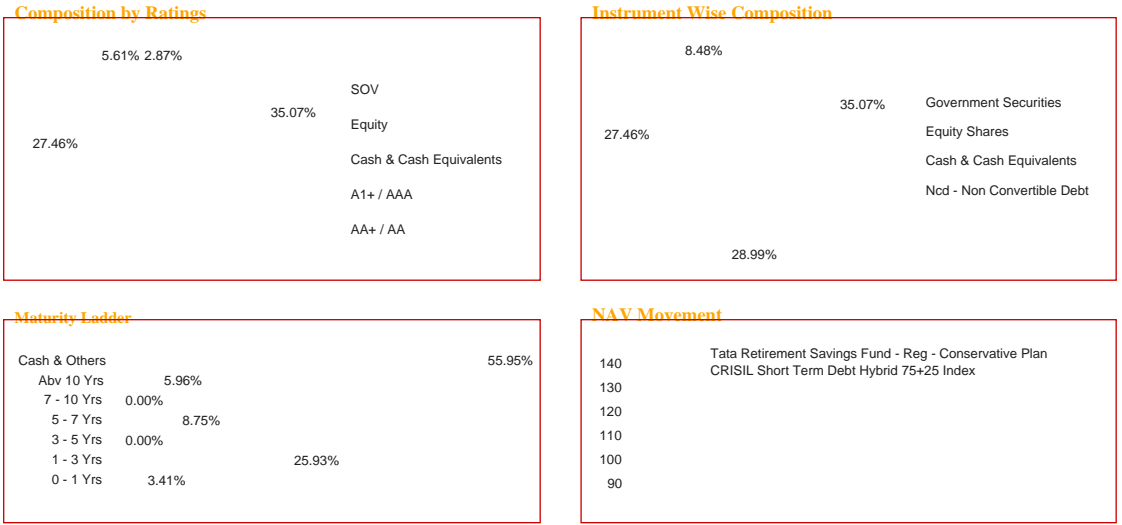 Composition by Ratings
5.61% 2.87%
35.07%
27.46%
SOV
Equity
Cash & Cash Equivalents
A1+ / AAA
AA+ / AA
Instrument Wise Composition
8.48%
35.07%
27.46%
28.99%
Government Securities
Equity Shares
Cash & Cash Equivalents
Ncd - Non Convertible Debt
Maturity Ladder
Cash & Others 55.95%
Abv 10 Yrs 5.96%
7 - 10 Yrs 0.00%
5 - 7 Yrs 8.75%
3 - 5 Yrs 0.00%
1 - 3 Yrs 25.93%
0 - 1 Yrs 3.41%
NAV Movement
Tata Retirement Savings Fund - Reg - Conservative Plan
CRISIL Short Term Debt Hybrid 75+25 Index
140
130
120
110
100
90